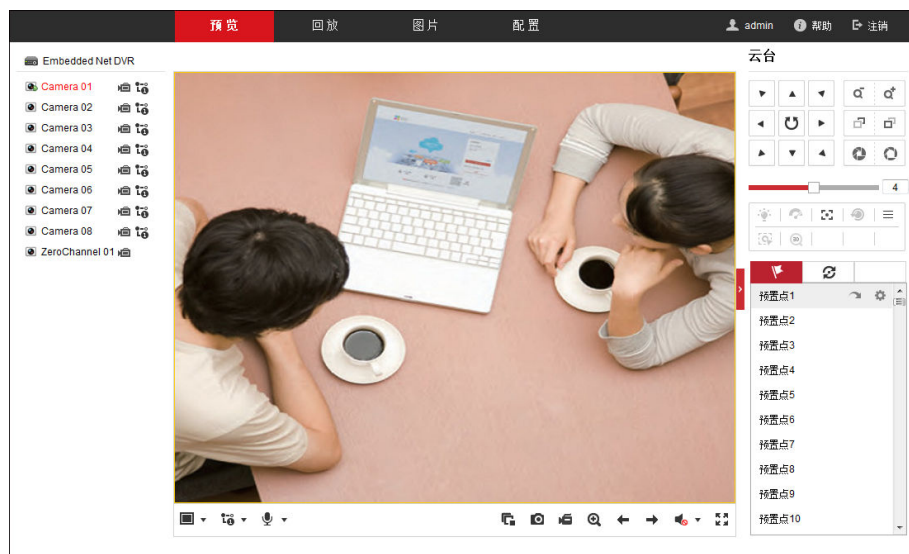 预览 回放 图片 配置 admin 帮助 注销
Embedded Net DVR
Camera 01
Camera 02
Camera 03
Camera 04
Camera 05
Camera 06
Camera 07
Camera 08
ZeroChannel 01
云台
4
3D
预置点1
预置点2
预置点3
预置点4
预置点5
预置点6
预置点7
预置点8
预置点9
预置点10